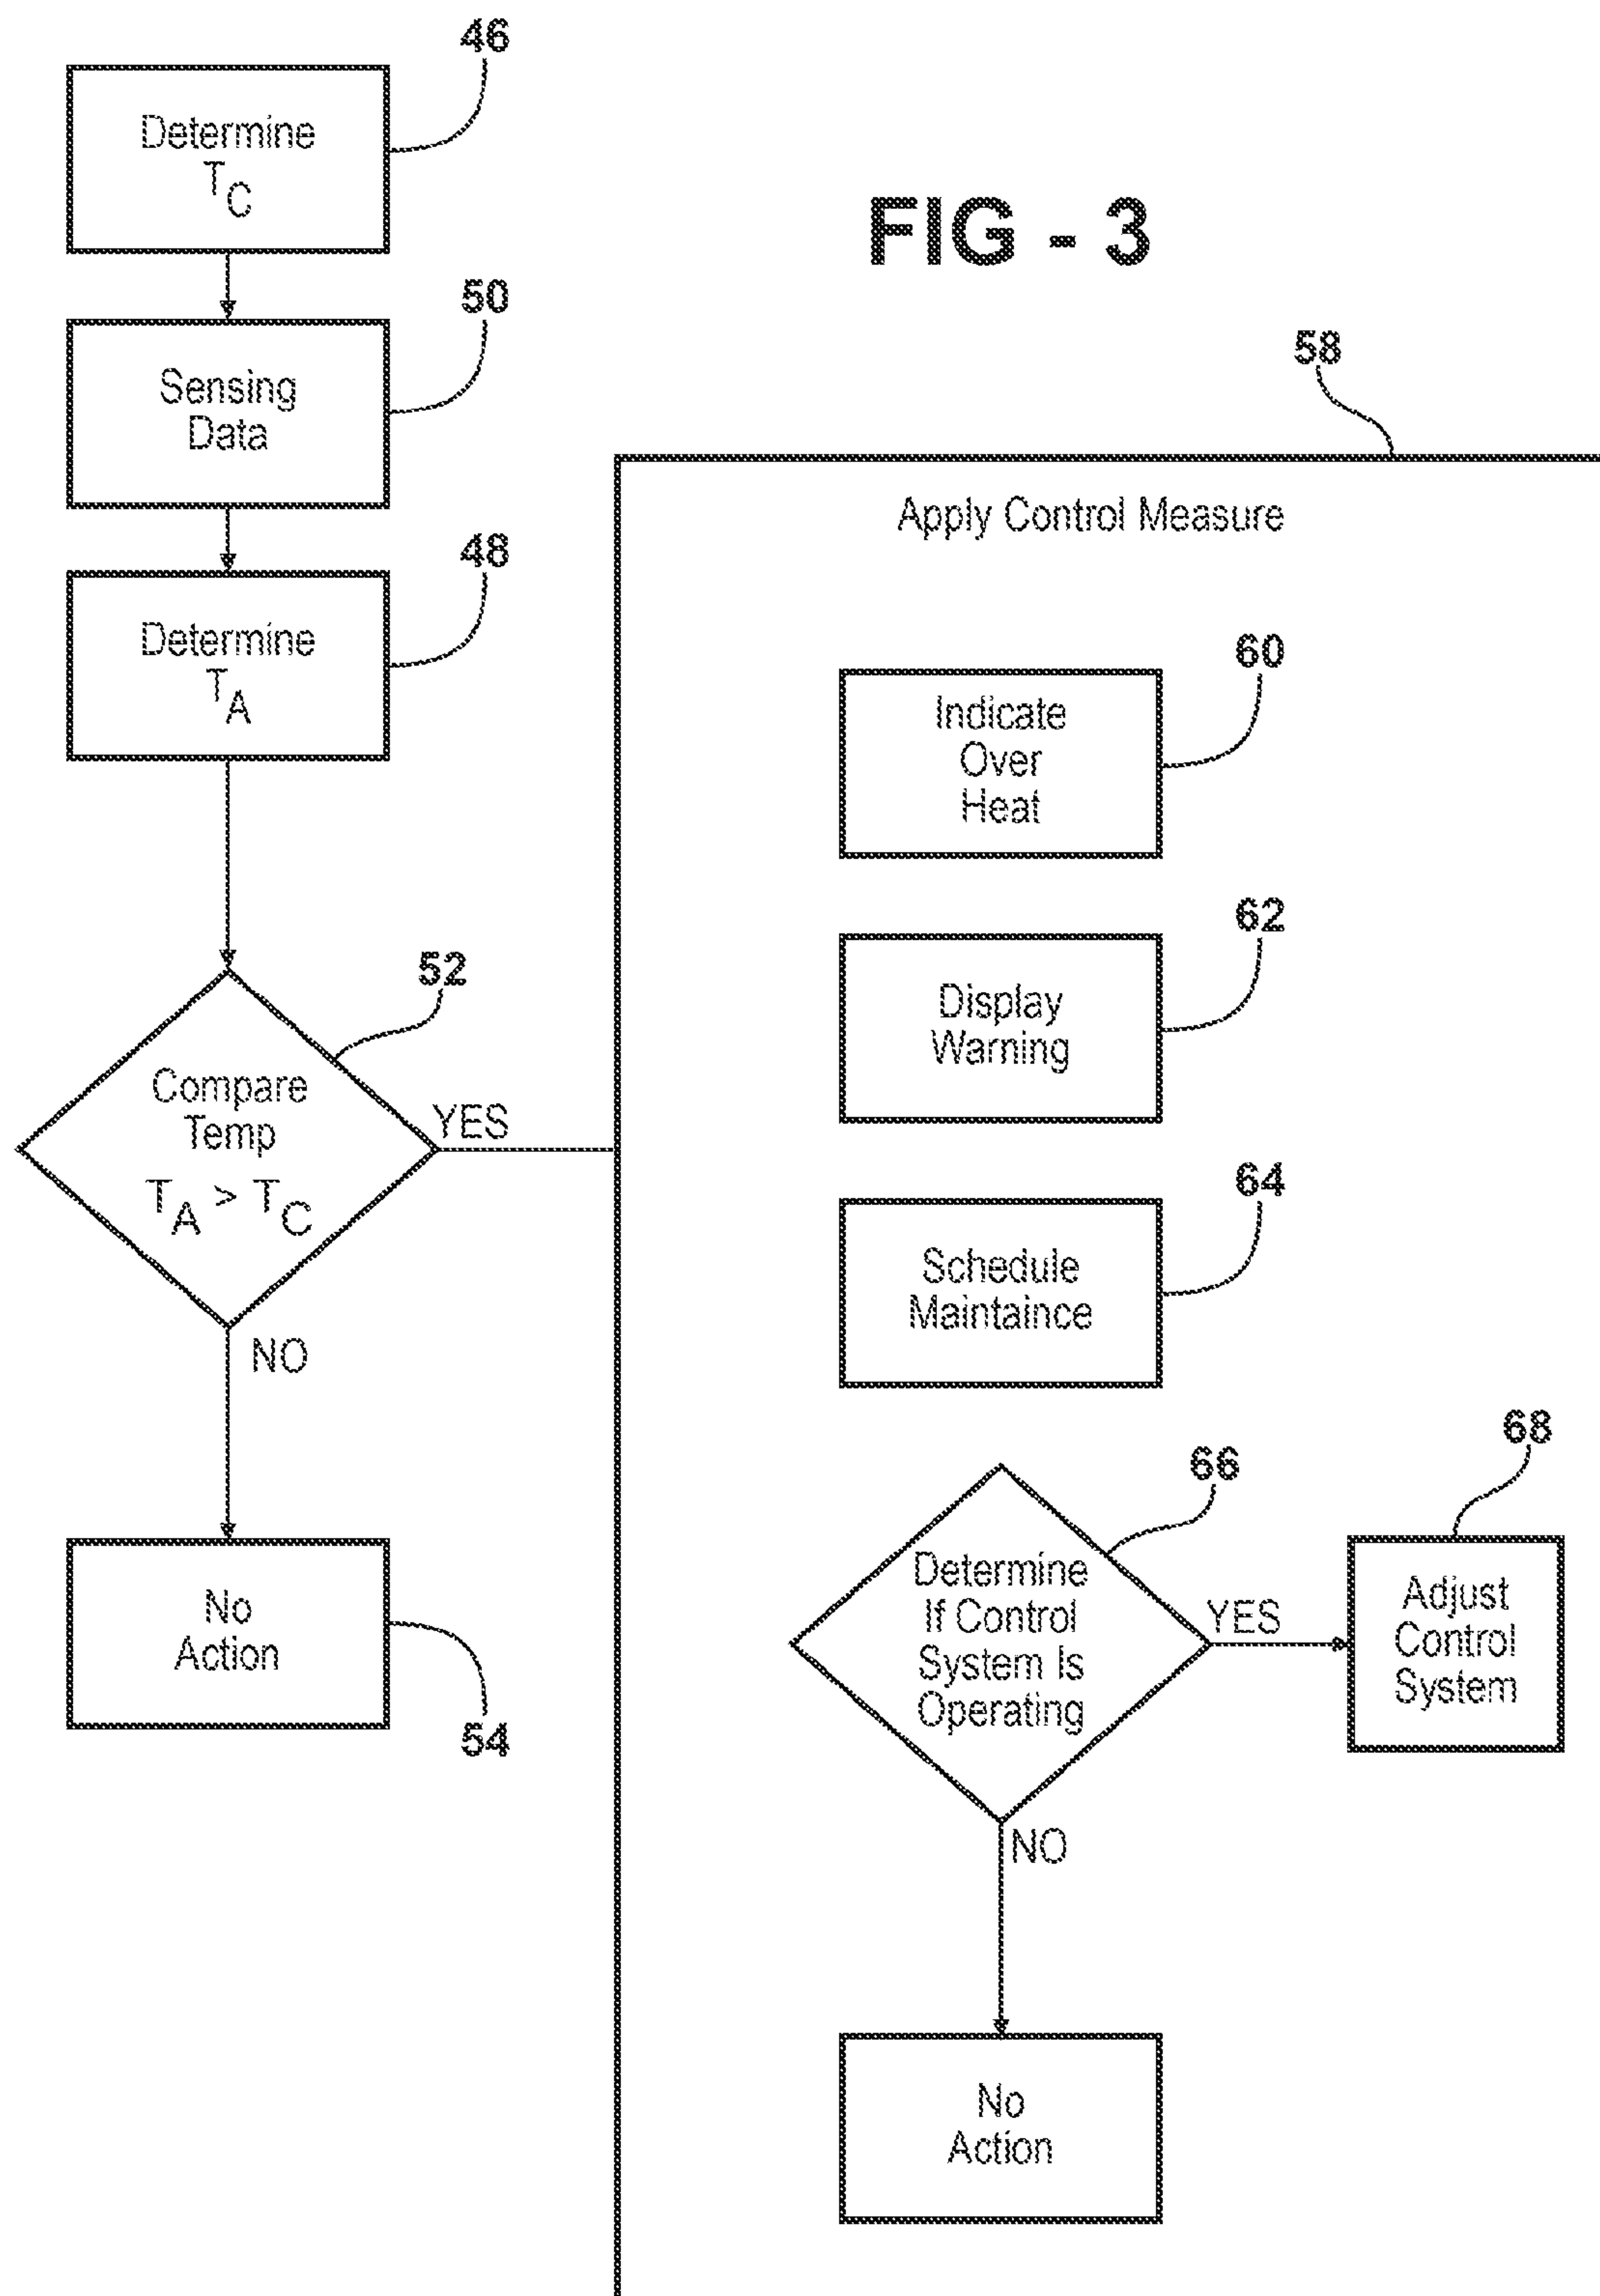 46
Determine
TC
FIG - 3
50
Sensing
Data
58
Apply Control Measure
48
Determine
TA
60
Indicate
Over
Heat
62
Display
Warning
52
Compare
Temp
TA > TC
YES
NO
64
Schedule
Maintaince
66
Determine
If Control
System Is
Operating
YES
NO
68
Adjust
Control
System
No
Action
54
No
Action